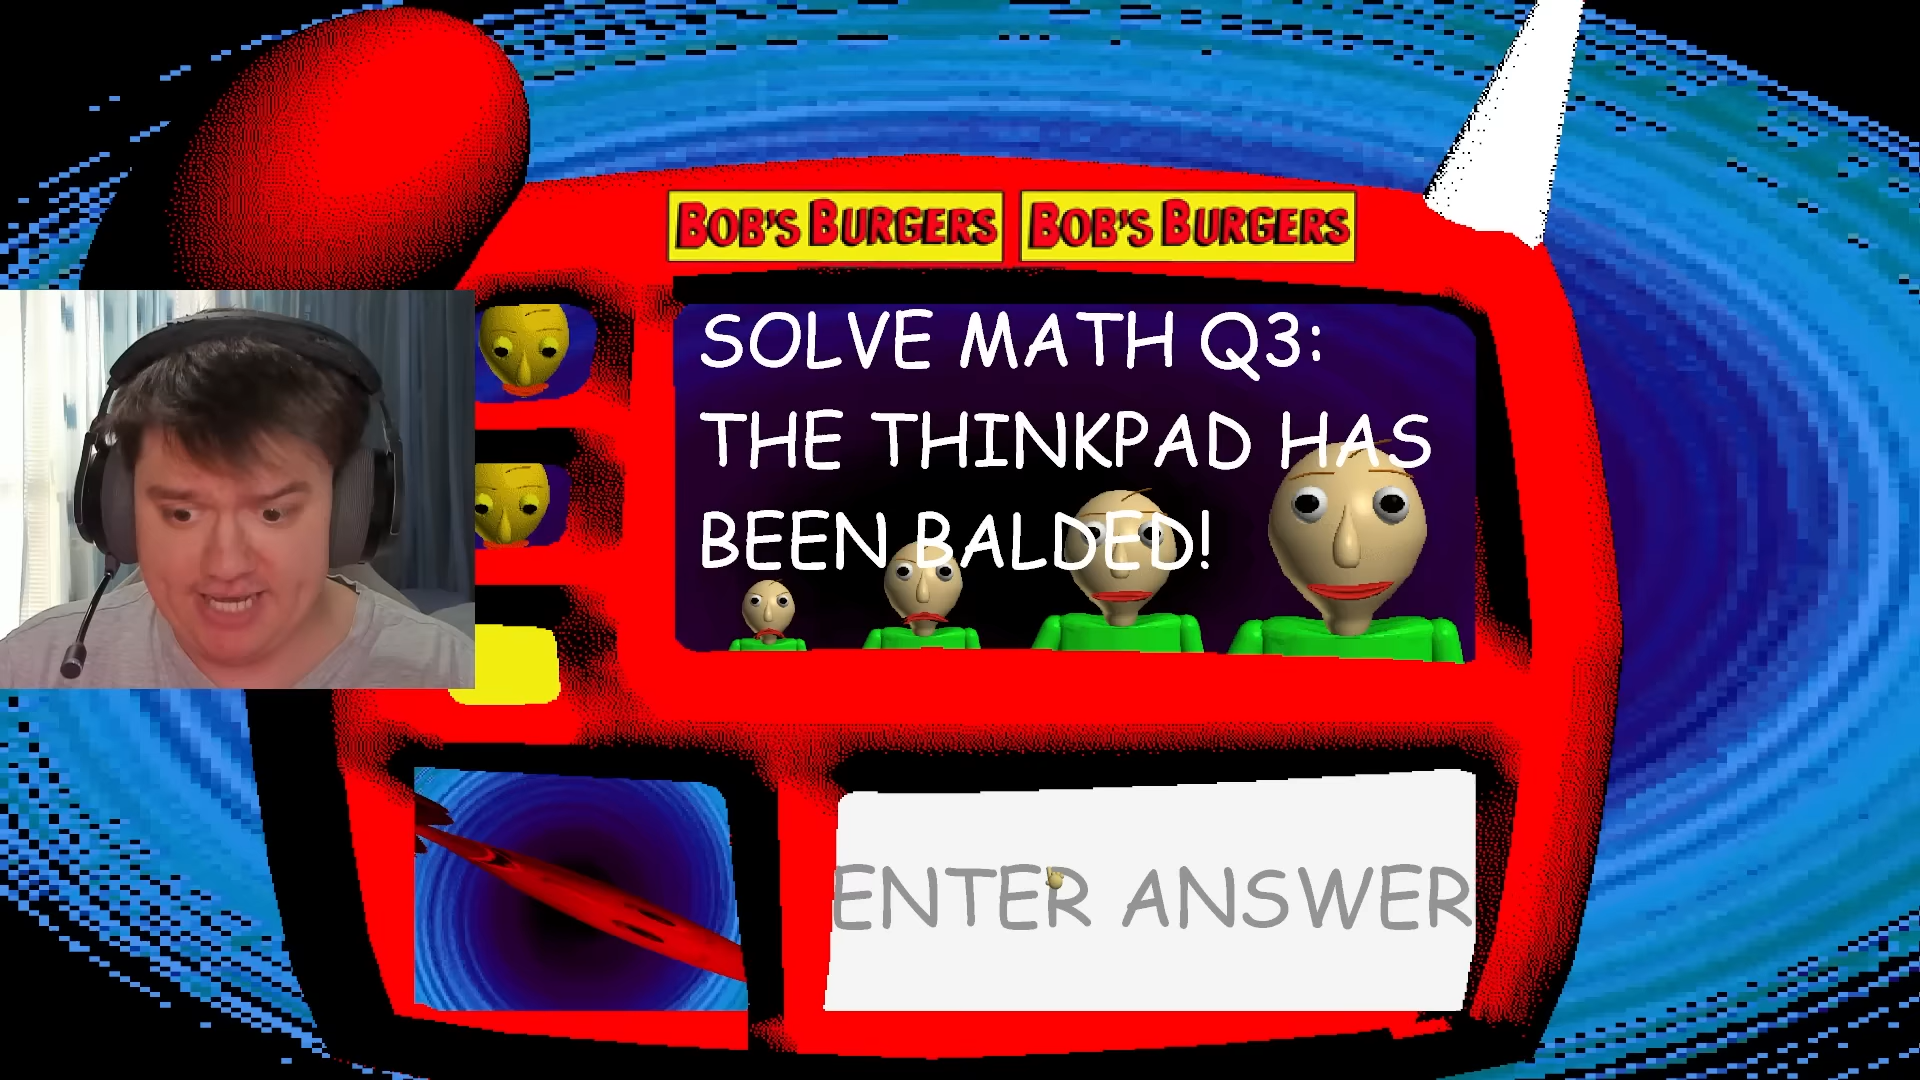 BOB'S BURGERS BOB'S BURGERS
SOLVE MATH Q3:
THE THINKPAD HAS
BEEN BALDED!
ENTER ANSWER